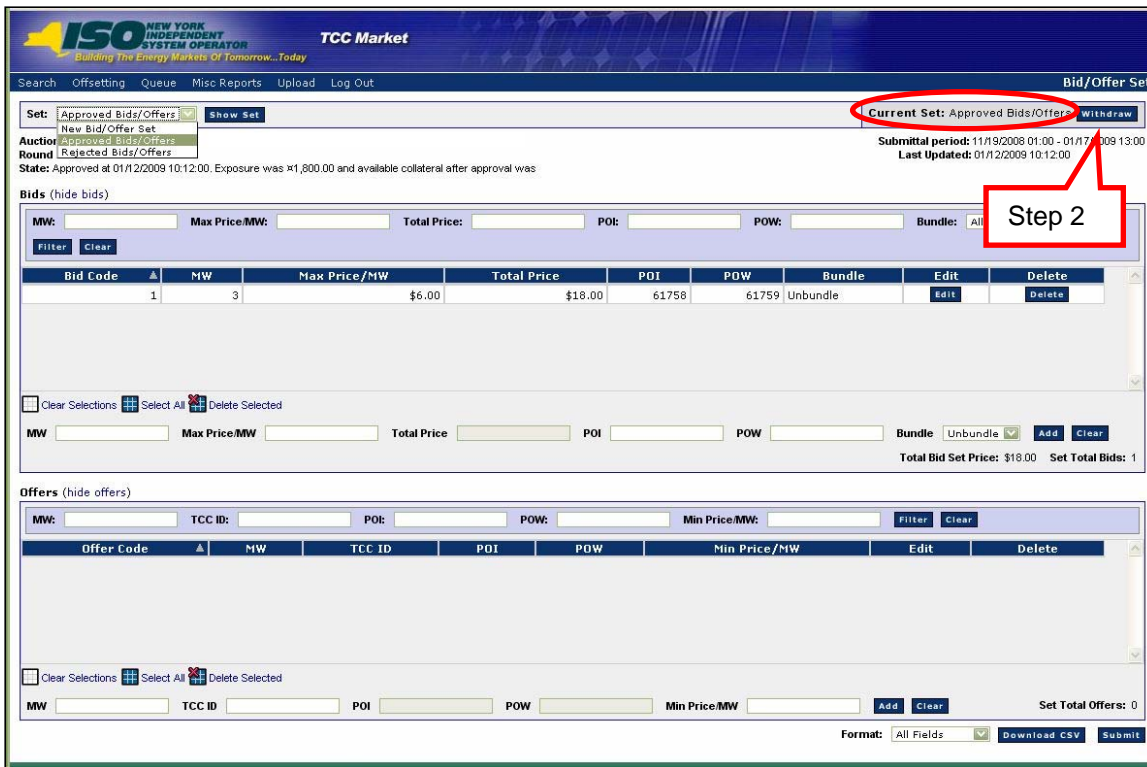 NEW YORK
ISO INDEPENDENT
SYSTEM OPERATOR
Building The Energy Markets Of Tomorrow...Today
TCC Market
Search Offsetting Queue Misc Reports Upload Log Out Bid/Offer Set
Set: Approved Bids/Offers Show Set Current Set: Approved Bids/Offers Withdraw
New Bid/Offer Set
Approved Bids/Offers
Rejected Bids/Offers
Auction Submittal period: 11/19/2008 01:00 - 01/17/2009 13:00
Round Last Updated: 01/12/2009 10:12:00
State: Approved at 01/12/2009 10:12:00. Exposure was ¤1,800.00 and available collateral after approval was
Step 2
Bids (hide bids)
MW: Max Price/MW: Total Price: POI: POW: Bundle: All
Filter Clear
Bid Code MW Max Price/MW Total Price POI POW Bundle Edit Delete
1 3 $6.00 $18.00 61758 61759 Unbundle Edit Delete
Clear Selections Select All Delete Selected
MW Max Price/MW Total Price POI POW Bundle Unbundle Add Clear
Total Bid Set Price: $18.00 Set Total Bids: 1
Offers (hide offers)
MW: TCC ID: POI: POW: Min Price/MW: Filter Clear
Offer Code MW TCC ID POI POW Min Price/MW Edit Delete
Clear Selections Select All Delete Selected
MW TCC ID POI POW Min Price/MW Add Clear Set Total Offers: 0
Format: All Fields Download CSV Submit